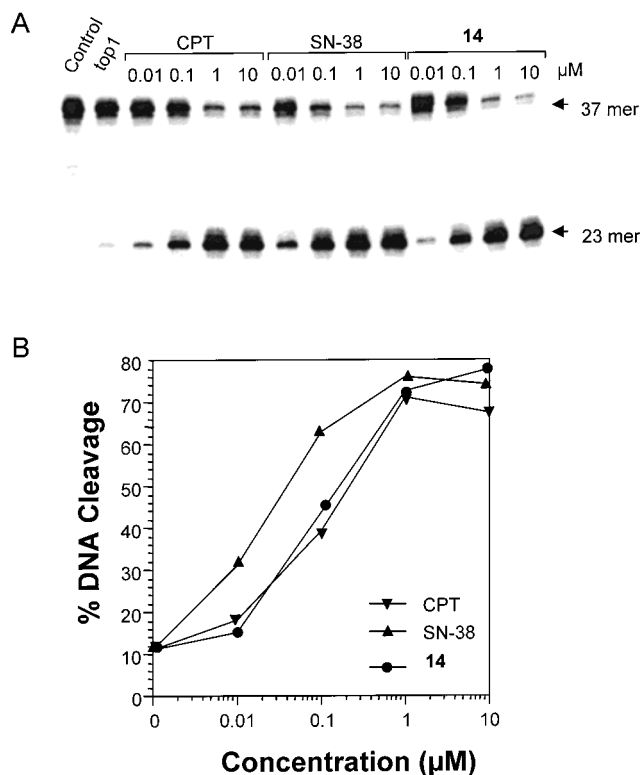 A
Control
top1
CPT
SN-38
14
0.01 0.1 1 10 0.01 0.1 1 10 0.01 0.1 1 10 µM
37 mer
23 mer
B
80
70
60
50
40
30
20
10
0
% DNA Cleavage
CPT
SN-38
14
0 0.01 0.1 1 10
Concentration (µM)